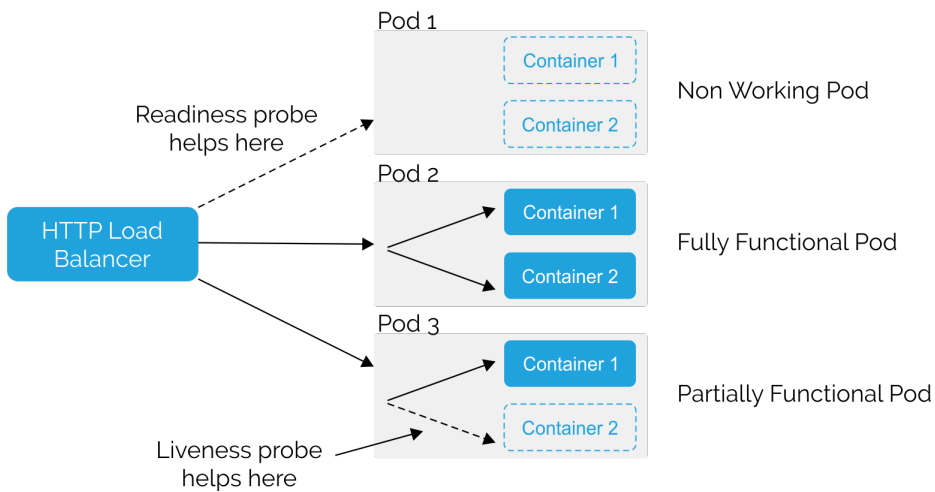 Pod 1
Container 1
Container 2
Non Working Pod
Readiness probe
helps here
Pod 2
Container 1
Container 2
Fully Functional Pod
HTTP Load
Balancer
Pod 3
Container 1
Container 2
Partially Functional Pod
Liveness probe
helps here